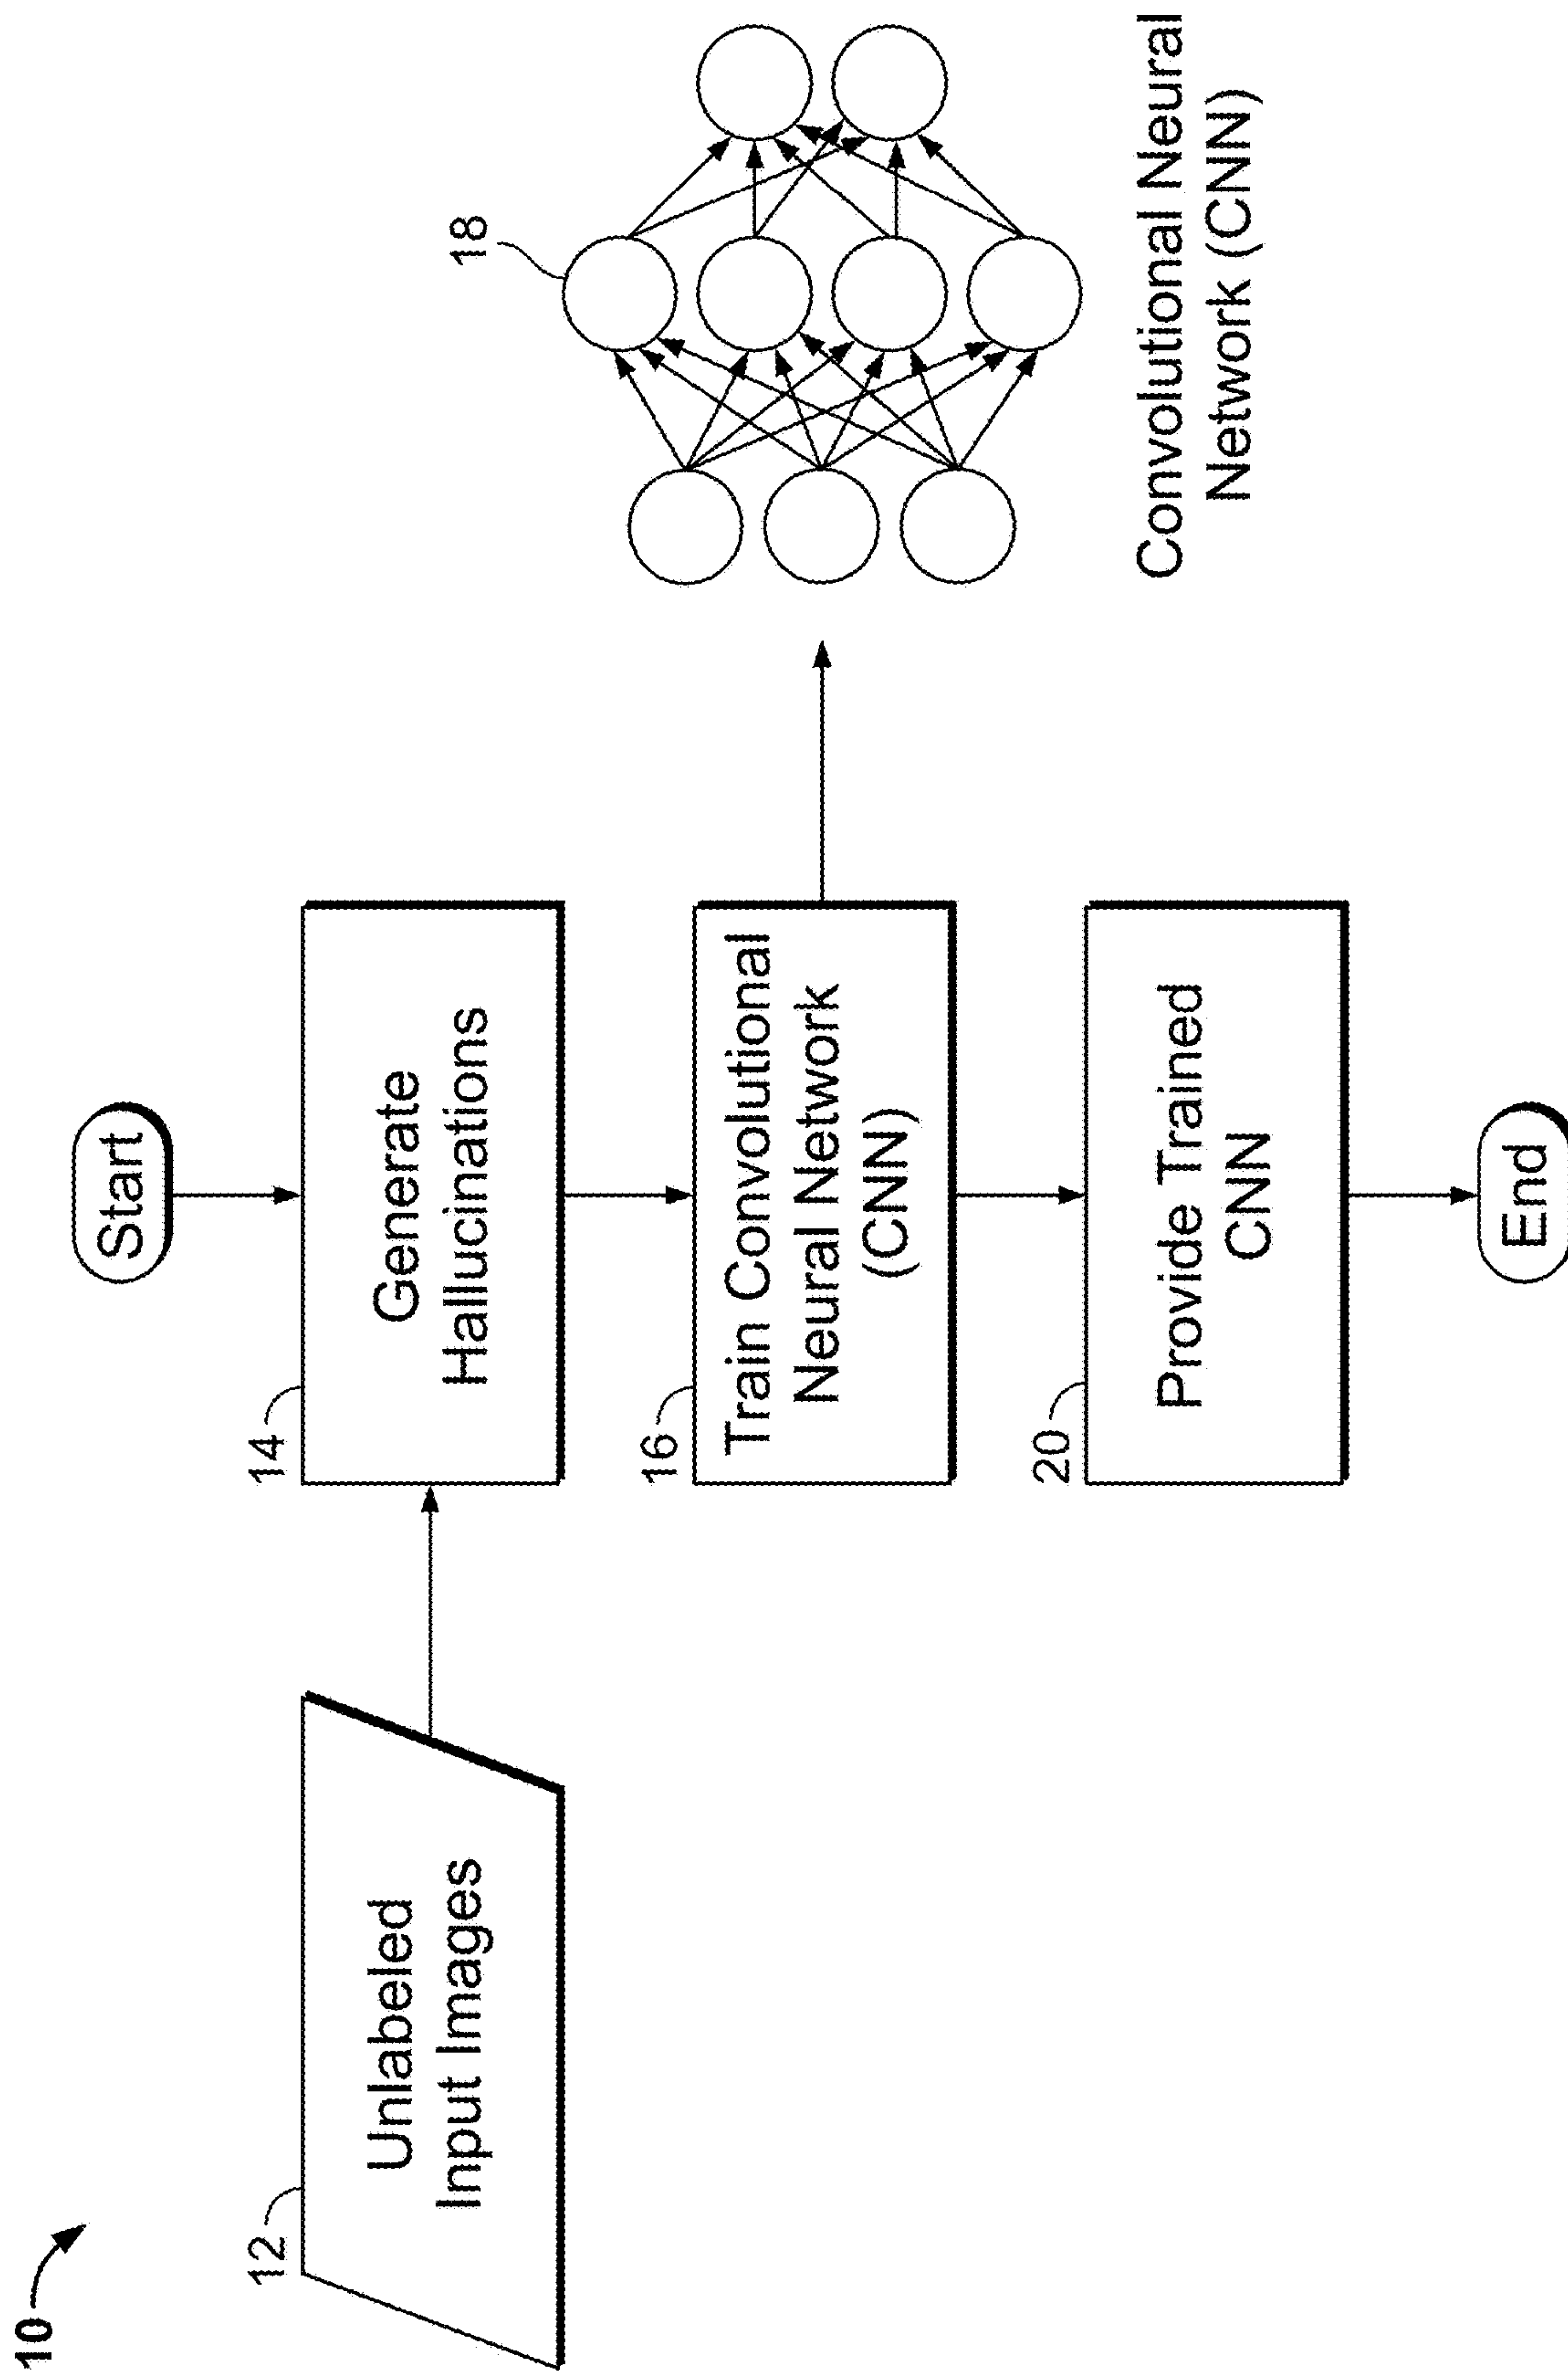 10
Start
12
Unlabeled
Input Images
14
Generate
Hallucinations
16
Train Convolutional
Neural Network
(CNN)
18
Convolutional Neural
Network (CNN)
20
Provide Trained
CNN
End